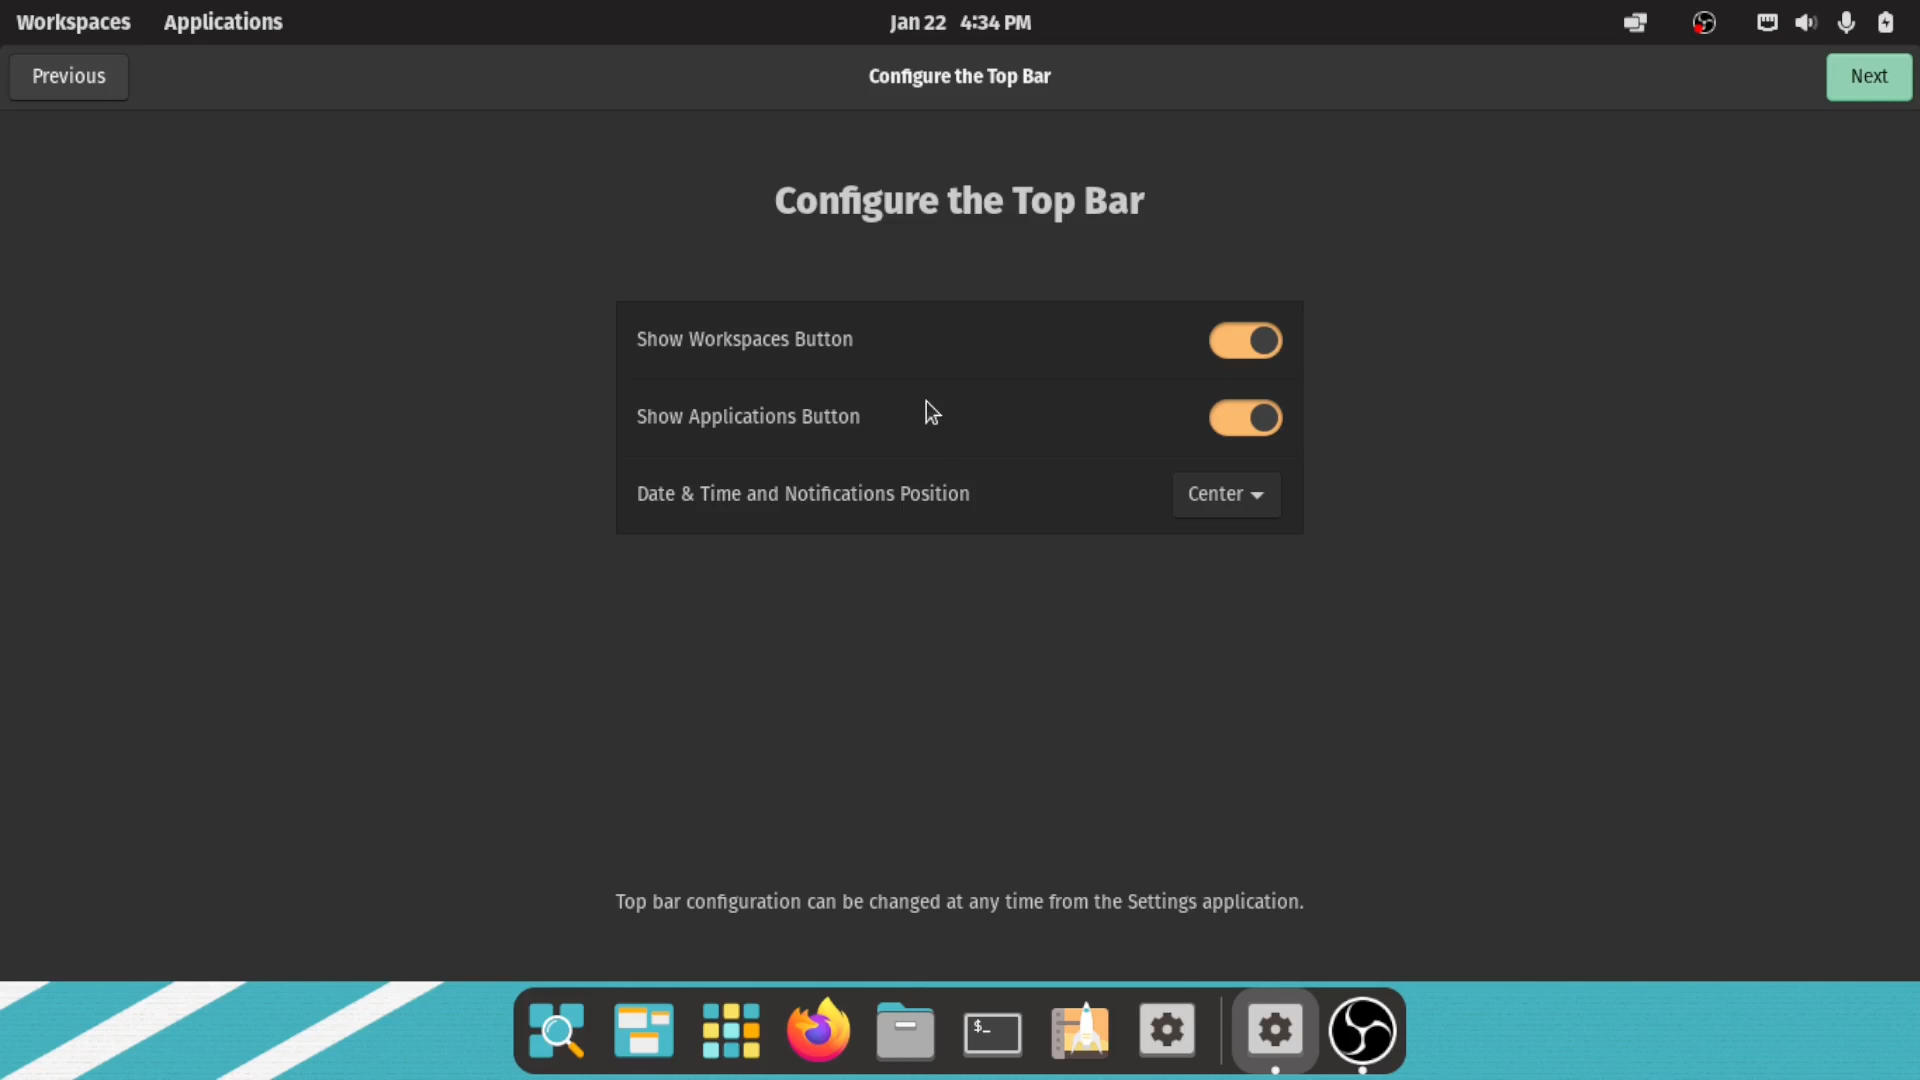 Workspaces Applications Jan 22 4:34 PM
Previous Configure the Top Bar Next
Configure the Top Bar
Show Workspaces Button
Show Applications Button
Date & Time and Notifications Position Center
Top bar configuration can be changed at any time from the Settings application.
$_